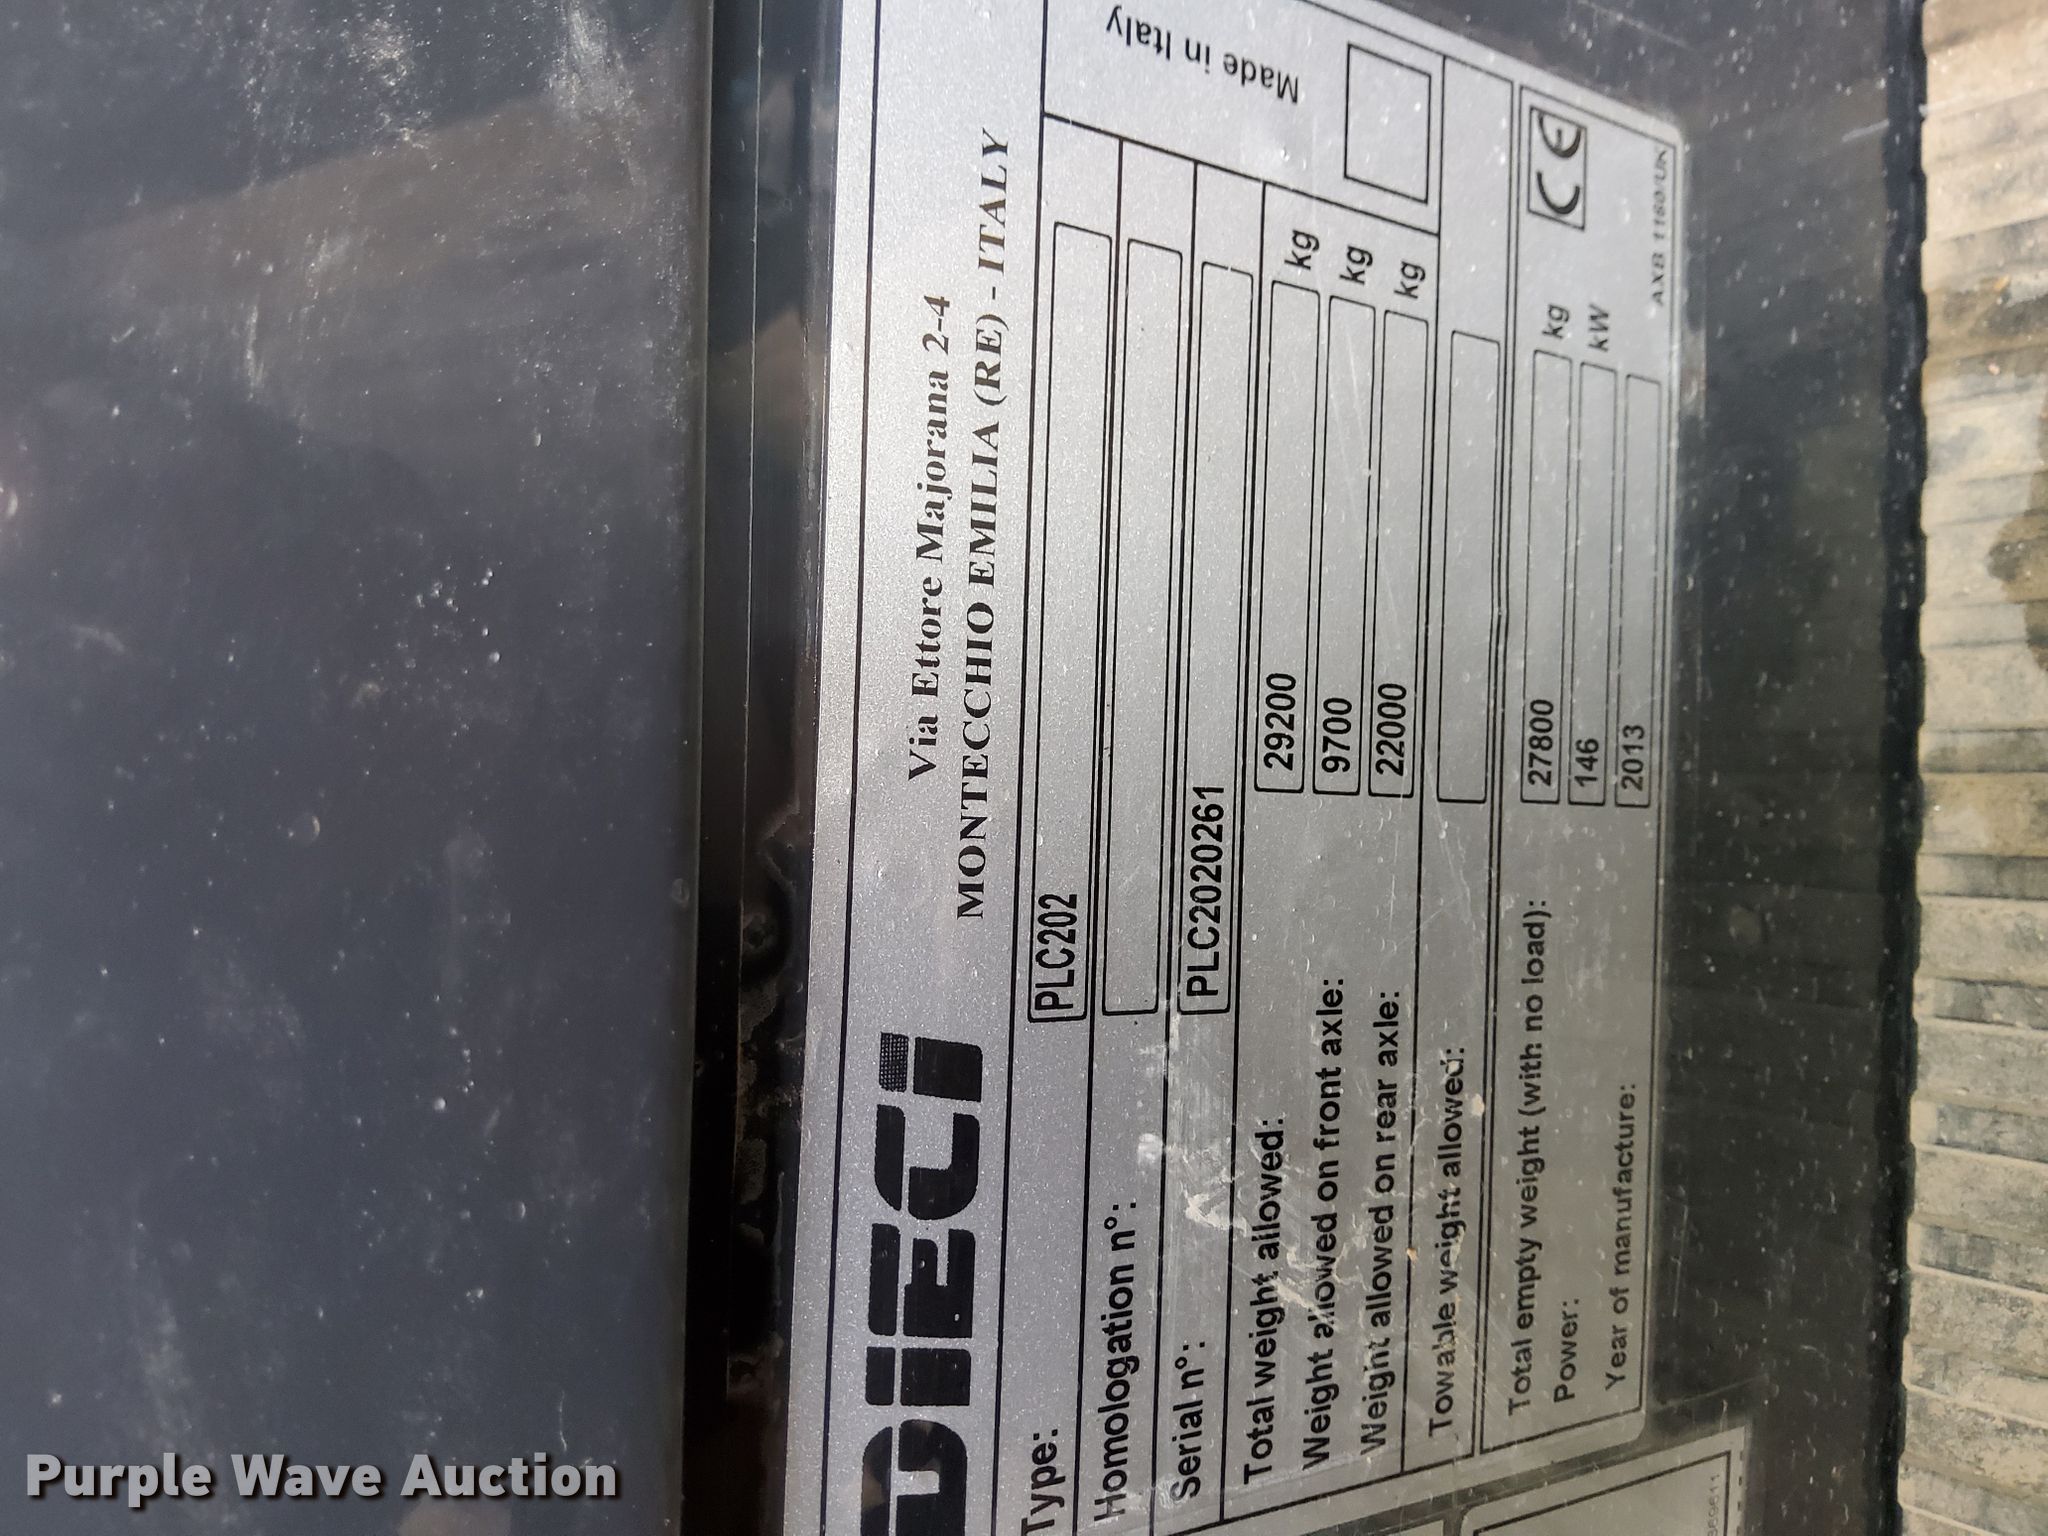 DiECi
Via Ettore Majorana 2-4
MONTECCHIO EMILIA (RE) - ITALY
Type: PLC202
Homologation n°:
Serial n°: PLC2020261
Total weight allowed: 29200 kg
Weight allowed on front axle: 9700 kg
Weight allowed on rear axle: 22000 kg
Towable weight allowed:
Made in Italy
Total empty weight (with no load): 27800 kg
Power: 146 kW
Year of manufacture: 2013
CE
AXB 1160/UK
Purple Wave Auction